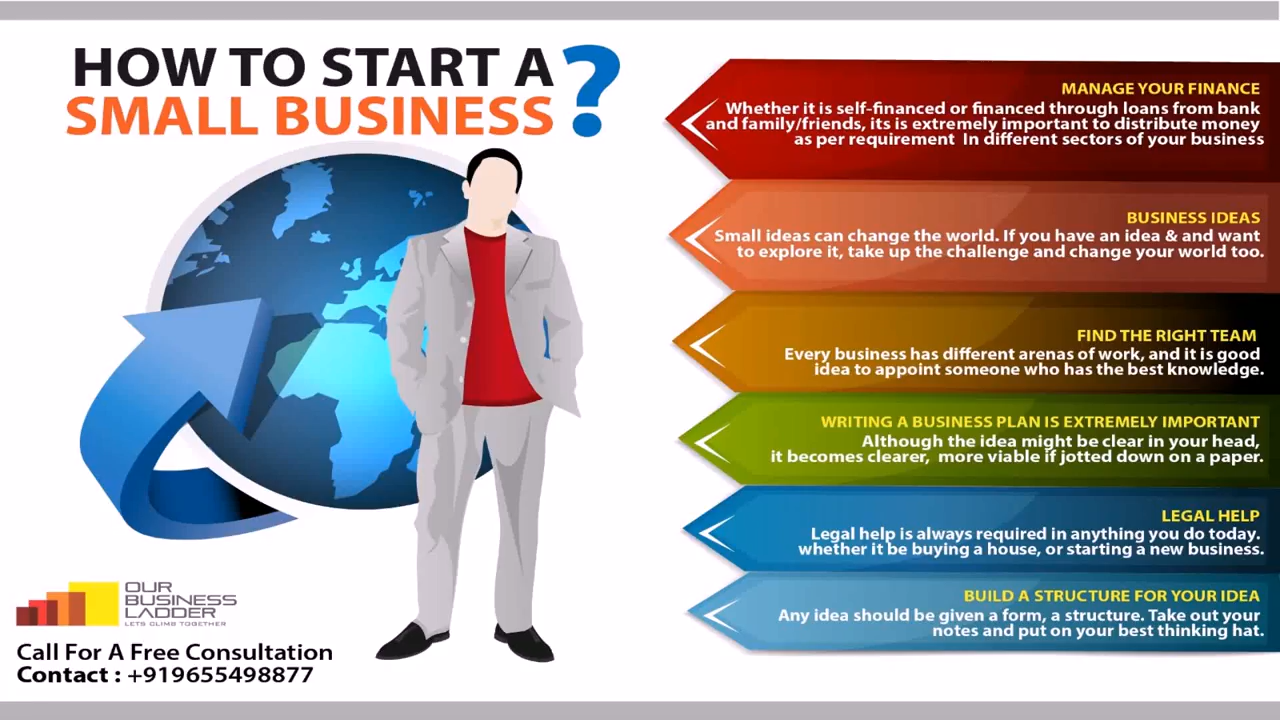 HOW TO START A
SMALL BUSINESS?
MANAGE YOUR FINANCE
Whether it is self-financed or financed through loans from bank
and family/friends, its is extremely important to distribute money
as per requirement In different sectors of your business
BUSINESS IDEAS
Small ideas can change the world. If you have an idea & and want
to explore it, take up the challenge and change your world too.
FIND THE RIGHT TEAM
Every business has different arenas of work, and it is good
idea to appoint someone who has the best knowledge.
WRITING A BUSINESS PLAN IS EXTREMELY IMPORTANT
Although the idea might be clear in your head,
it becomes clearer, more viable if jotted down on a paper.
LEGAL HELP
Legal help is always required in anything you do today.
whether it be buying a house, or starting a new business.
BUILD A STRUCTURE FOR YOUR IDEA
Any idea should be given a form, a structure. Take out your
notes and put on your best thinking hat.
OUR
BUSINESS
LADDER
LETS CLIMB TOGETHER
Call For A Free Consultation
Contact : +919655498877